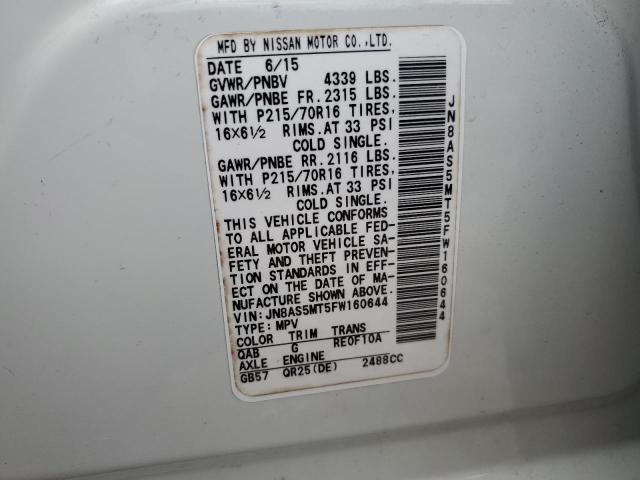 MFD BY NISSAN MOTOR CO.,LTD.
DATE 6/15
GVWR/PNBV 4339 LBS.
GAWR/PNBE FR. 2315 LBS.
WITH P215/70R16 TIRES,
16X6½ RIMS. AT 33 PSI
COLD SINGLE.
GAWR/PNBE RR. 2116 LBS.
WITH P215/70R16 TIRES,
16X6½ RIMS. AT 33 PSI
COLD SINGLE.
THIS VEHICLE CONFORMS
TO ALL APPLICABLE FED-
ERAL MOTOR VEHICLE SA-
FETY AND THEFT PREVEN-
TION STANDARDS IN EFF-
ECT ON THE DATE OF MA-
NUFACTURE SHOWN ABOVE.
VIN: JN8AS5MT5FW160644
TYPE: MPV
COLOR TRIM TRANS
QAB G RE0F10A
AXLE ENGINE
GB57 QR25(DE) 2488CC
JN8AS5MT5FW160644